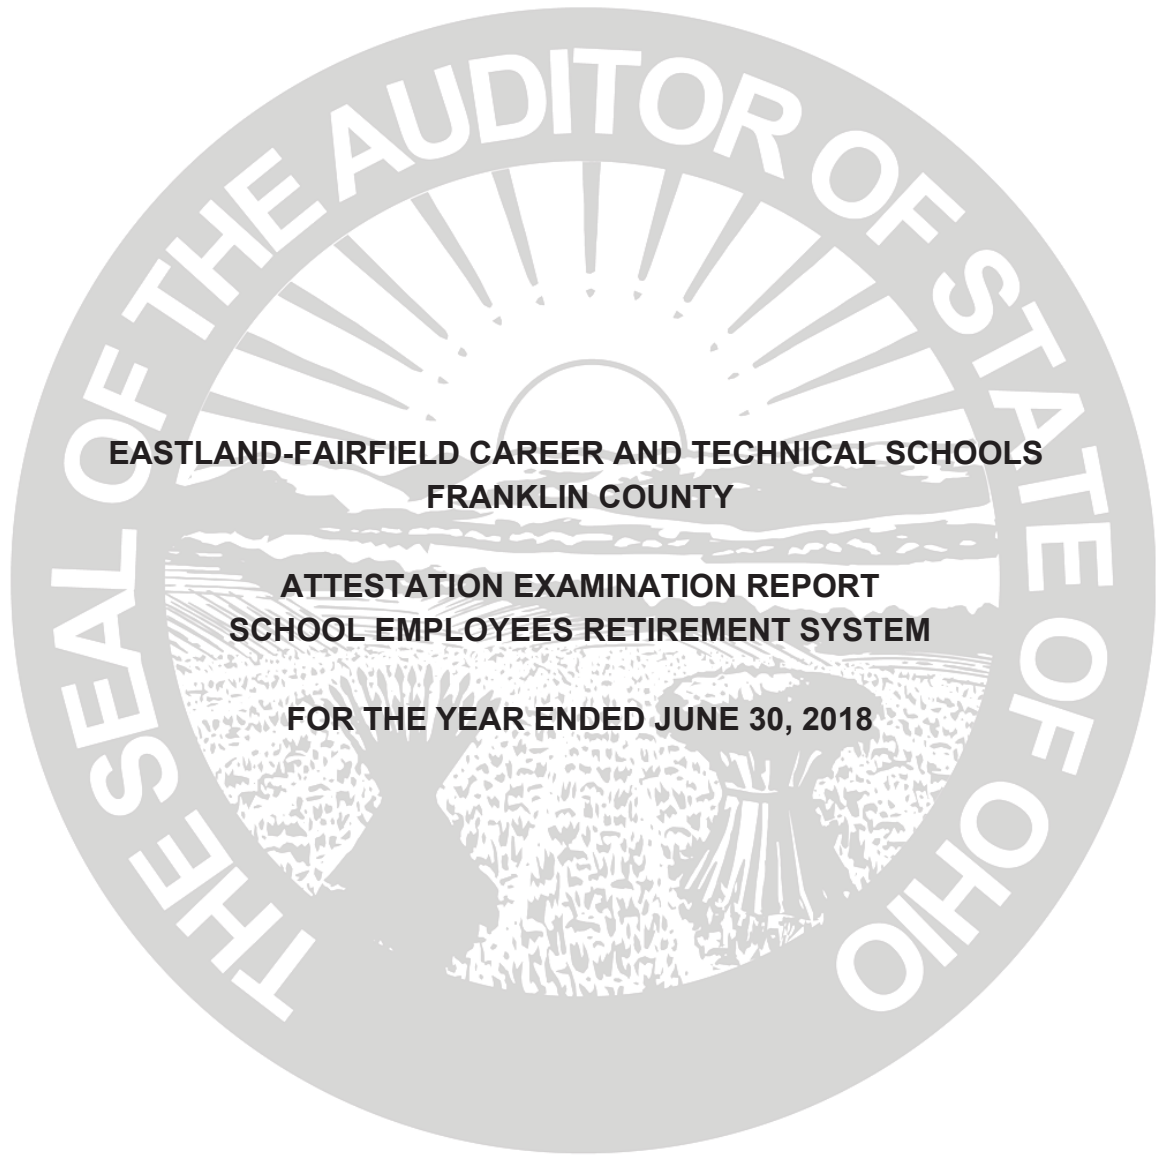 THE SEAL OF THE AUDITOR OF STATE OF OHIO
EASTLAND-FAIRFIELD CAREER AND TECHNICAL SCHOOLS
FRANKLIN COUNTY
ATTESTATION EXAMINATION REPORT
SCHOOL EMPLOYEES RETIREMENT SYSTEM
FOR THE YEAR ENDED JUNE 30, 2018